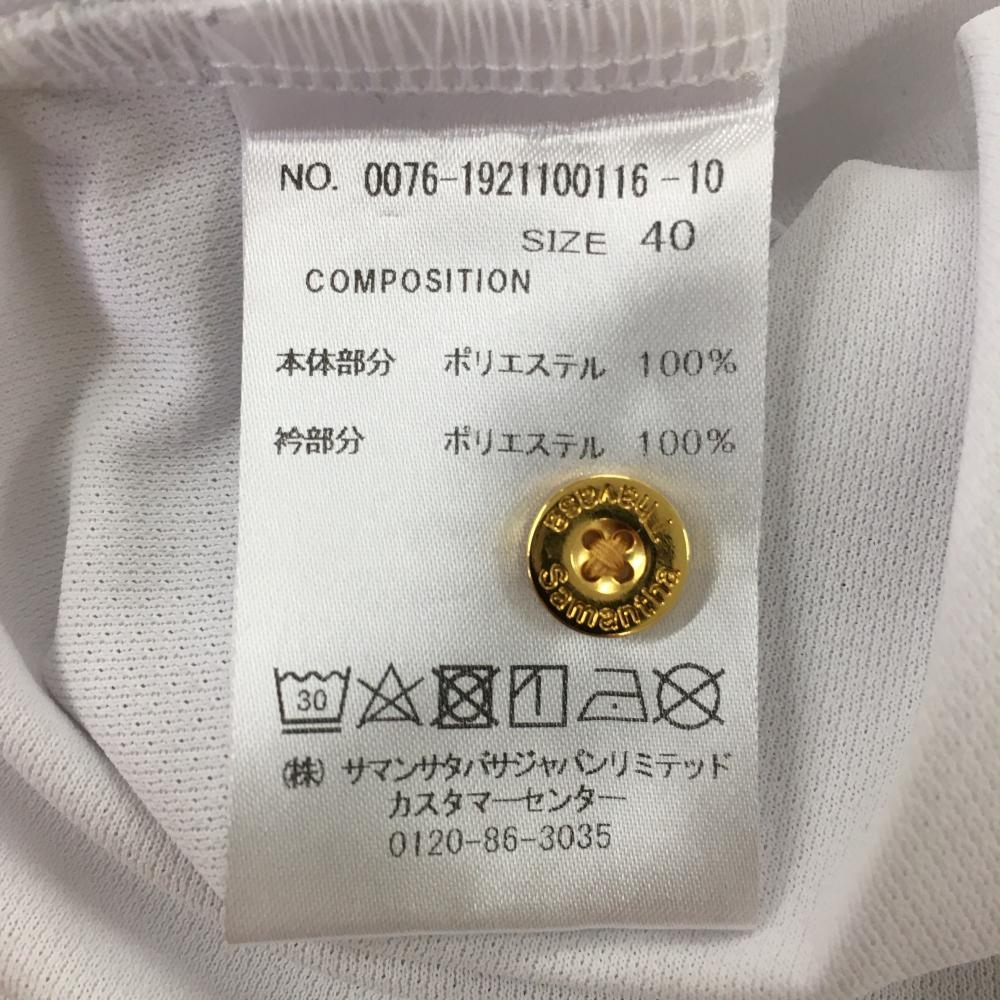 NO. 0076-1921100116-10
SIZE 40
COMPOSITION
本体部分 ポリエステル 100%
衿部分 ポリエステル 100%
Samantha
Thavasa
30
(株) サマンサタバサジャパンリミテッド
カスタマーセンター
0120-86-3035